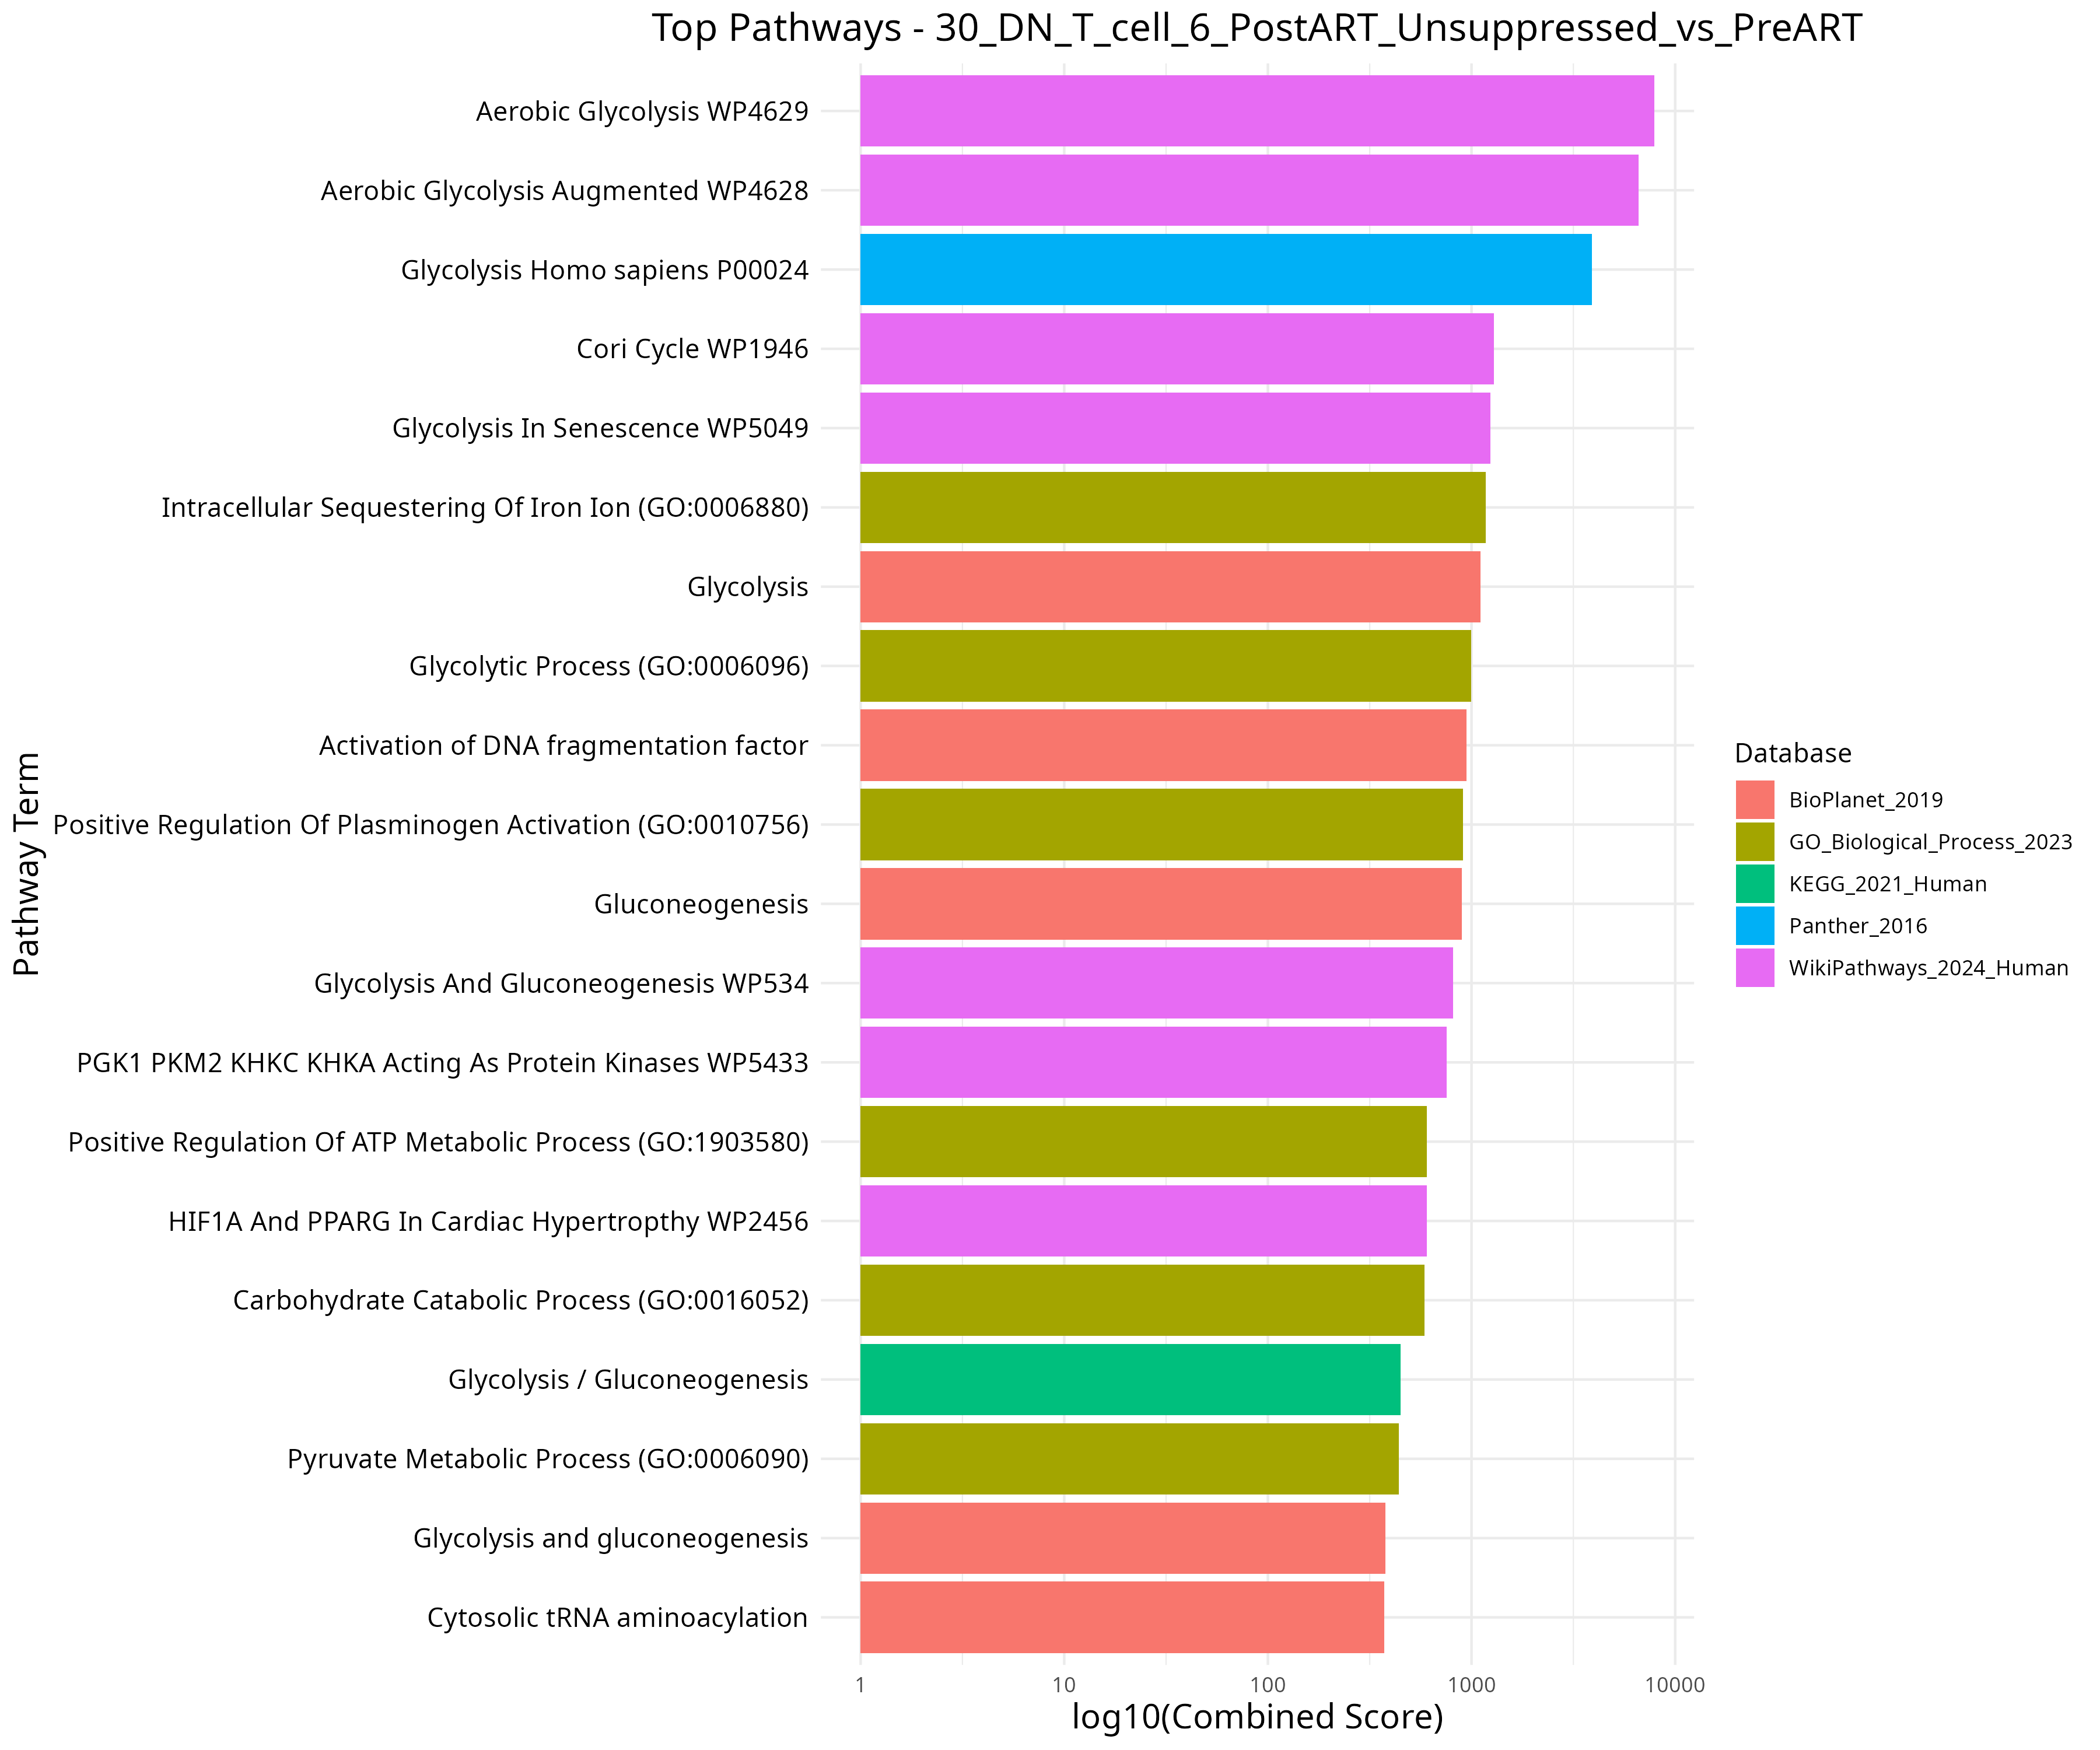 Top Pathways - 30_DN_T_cell_6_PostART_Unsuppressed_vs_PreART
Pathway Term
Aerobic Glycolysis WP4629
Aerobic Glycolysis Augmented WP4628
Glycolysis Homo sapiens P00024
Cori Cycle WP1946
Glycolysis In Senescence WP5049
Intracellular Sequestering Of Iron Ion (GO:0006880)
Glycolysis
Glycolytic Process (GO:0006096)
Activation of DNA fragmentation factor
Positive Regulation Of Plasminogen Activation (GO:0010756)
Gluconeogenesis
Glycolysis And Gluconeogenesis WP534
PGK1 PKM2 KHKC KHKA Acting As Protein Kinases WP5433
Positive Regulation Of ATP Metabolic Process (GO:1903580)
HIF1A And PPARG In Cardiac Hypertropthy WP2456
Carbohydrate Catabolic Process (GO:0016052)
Glycolysis / Gluconeogenesis
Pyruvate Metabolic Process (GO:0006090)
Glycolysis and gluconeogenesis
Cytosolic tRNA aminoacylation
1 10 100 1000 10000
log10(Combined Score)
Database
BioPlanet_2019
GO_Biological_Process_2023
KEGG_2021_Human
Panther_2016
WikiPathways_2024_Human